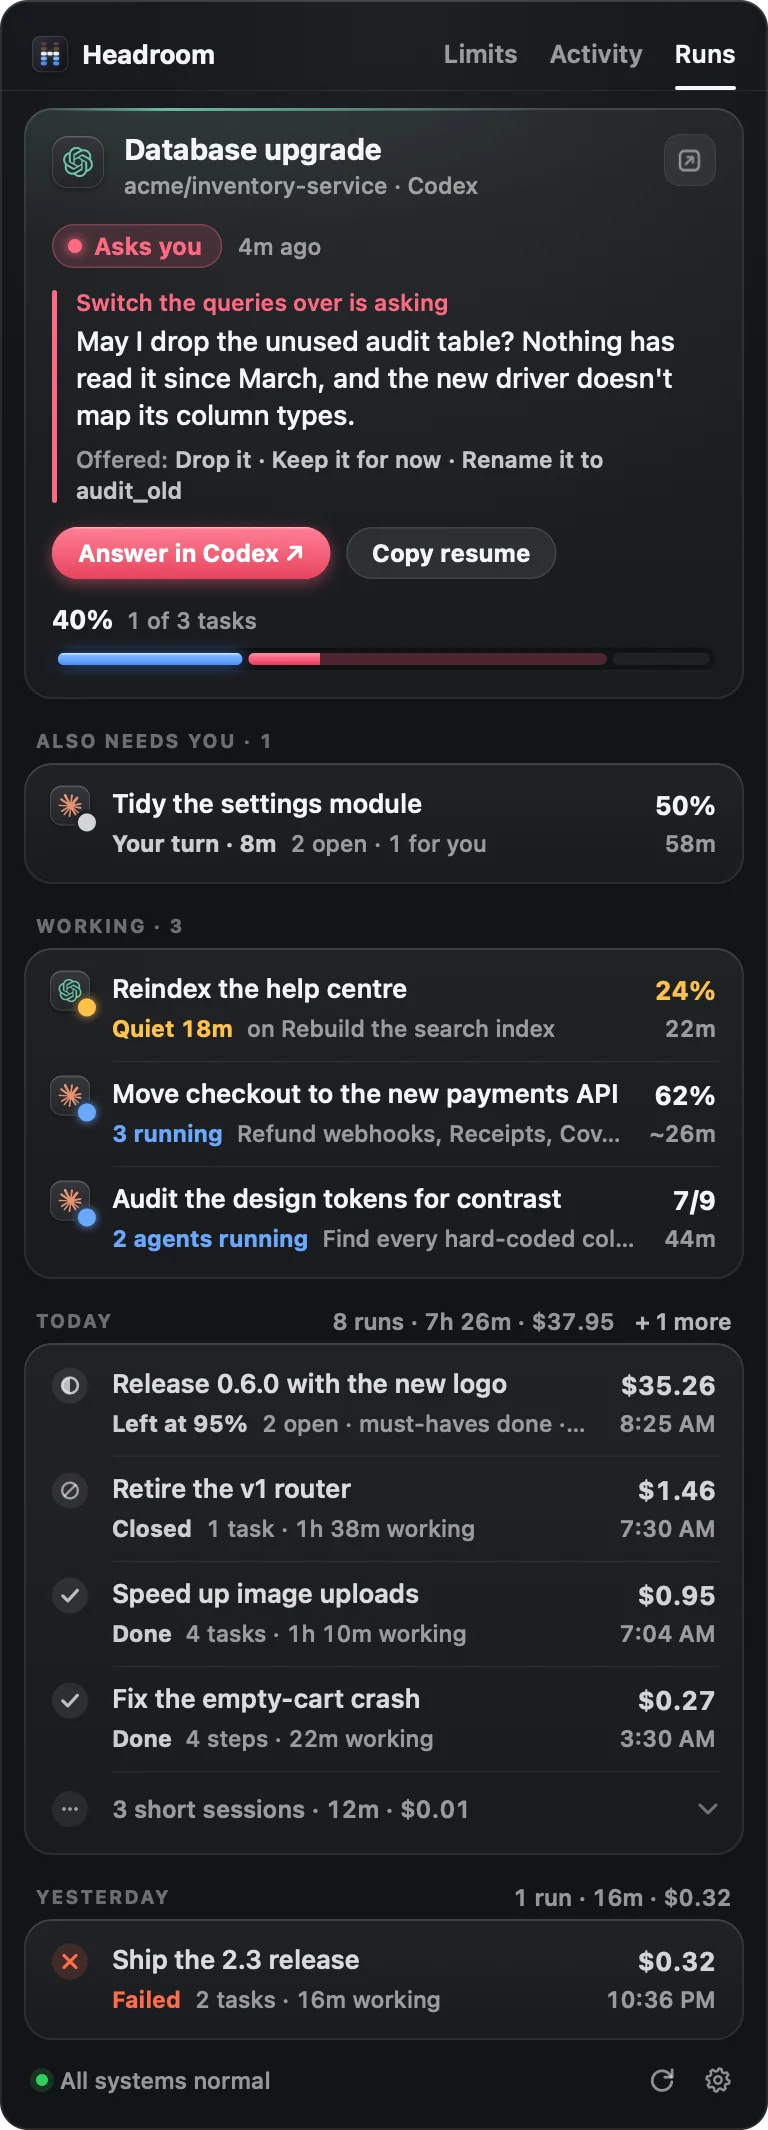 Headroom
Limits
Activity
Runs
Database upgrade
acme/inventory-service · Codex
Asks you
4m ago
Switch the queries over is asking
May I drop the unused audit table? Nothing has
read it since March, and the new driver doesn't
map its column types.
Offered: Drop it · Keep it for now · Rename it to
audit_old
Answer in Codex ↗
Copy resume
40% 1 of 3 tasks
ALSO NEEDS YOU · 1
Tidy the settings module 50%
Your turn · 8m 2 open · 1 for you 58m
WORKING · 3
Reindex the help centre 24%
Quiet 18m on Rebuild the search index 22m
Move checkout to the new payments API 62%
3 running Refund webhooks, Receipts, Cov... ~26m
Audit the design tokens for contrast 7/9
2 agents running Find every hard-coded col... 44m
TODAY 8 runs · 7h 26m · $37.95 + 1 more
Release 0.6.0 with the new logo $35.26
Left at 95% 2 open · must-haves done ·... 8:25 AM
Retire the v1 router $1.46
Closed 1 task · 1h 38m working 7:30 AM
Speed up image uploads $0.95
Done 4 tasks · 1h 10m working 7:04 AM
Fix the empty-cart crash $0.27
Done 4 steps · 22m working 3:30 AM
3 short sessions · 12m · $0.01
YESTERDAY 1 run · 16m · $0.32
Ship the 2.3 release $0.32
Failed 2 tasks · 16m working 10:36 PM
All systems normal